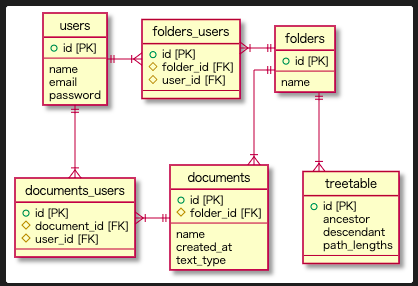 users
id [PK]
name
email
password
folders_users
id [PK]
folder_id [FK]
user_id [FK]
folders
id [PK]
name
documents_users
id [PK]
document_id [FK]
user_id [FK]
documents
id [PK]
folder_id [FK]
name
created_at
text_type
treetable
id [PK]
ancestor
descendant
path_lengths